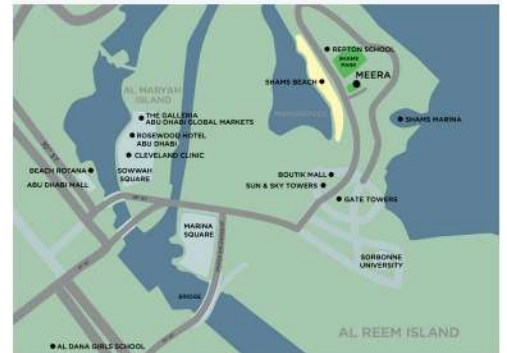 REPTON SCHOOL
SHAMS
PARK
SHAMS BEACH
MEERA
AL MARYAH
ISLAND
THE GALLERIA
ABU DHABI GLOBAL MARKETS
ROSEWOOD HOTEL
ABU DHABI
CLEVELAND CLINIC
SHAMS MARINA
BEACH ROTANA
ABU DHABI MALL
SOWWAH
SQUARE
BOUTIK MALL
SUN & SKY TOWERS
GATE TOWERS
MARINA
SQUARE
SORBONNE
UNIVERSITY
BRIDGE
AL REEM ISLAND
AL DANA GIRLS SCHOOL